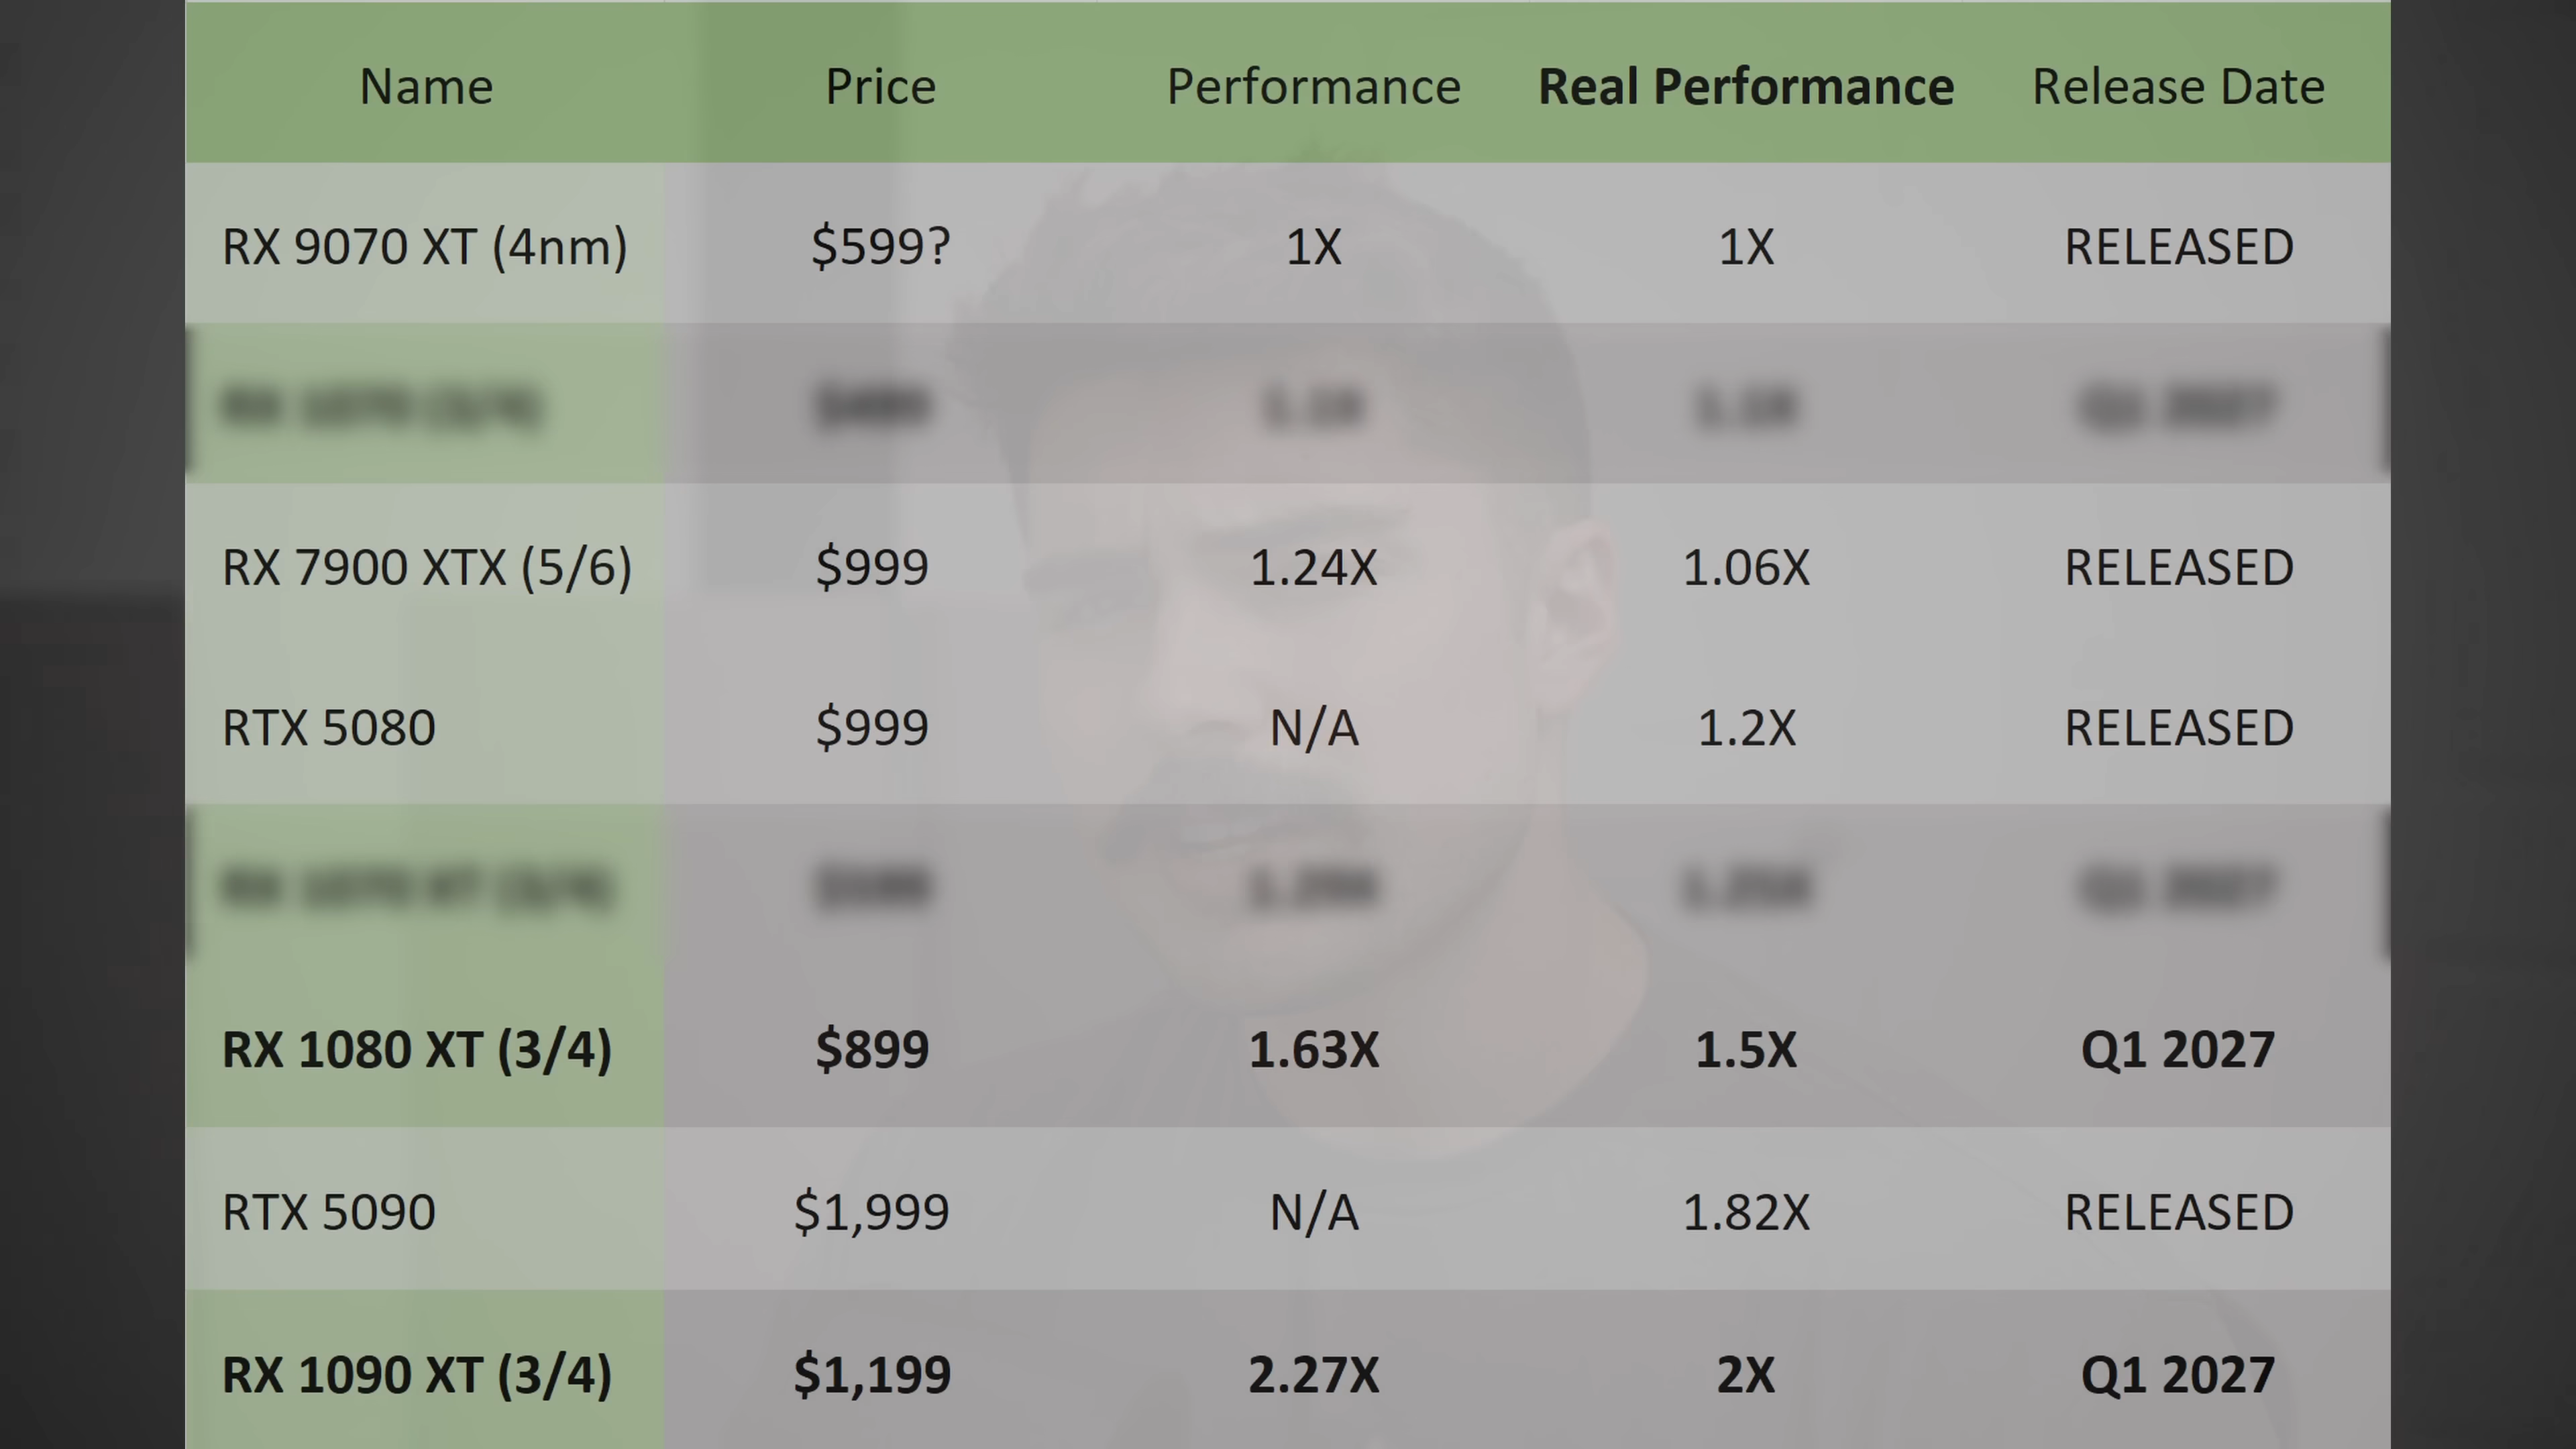 Name Price Performance Real Performance Release Date
RX 9070 XT (4nm) $599? 1X 1X RELEASED
RX 7900 XTX (5/6) $999 1.24X 1.06X RELEASED
RTX 5080 $999 N/A 1.2X RELEASED
RX 1080 XT (3/4) $899 1.63X 1.5X Q1 2027
RTX 5090 $1,999 N/A 1.82X RELEASED
RX 1090 XT (3/4) $1,199 2.27X 2X Q1 2027